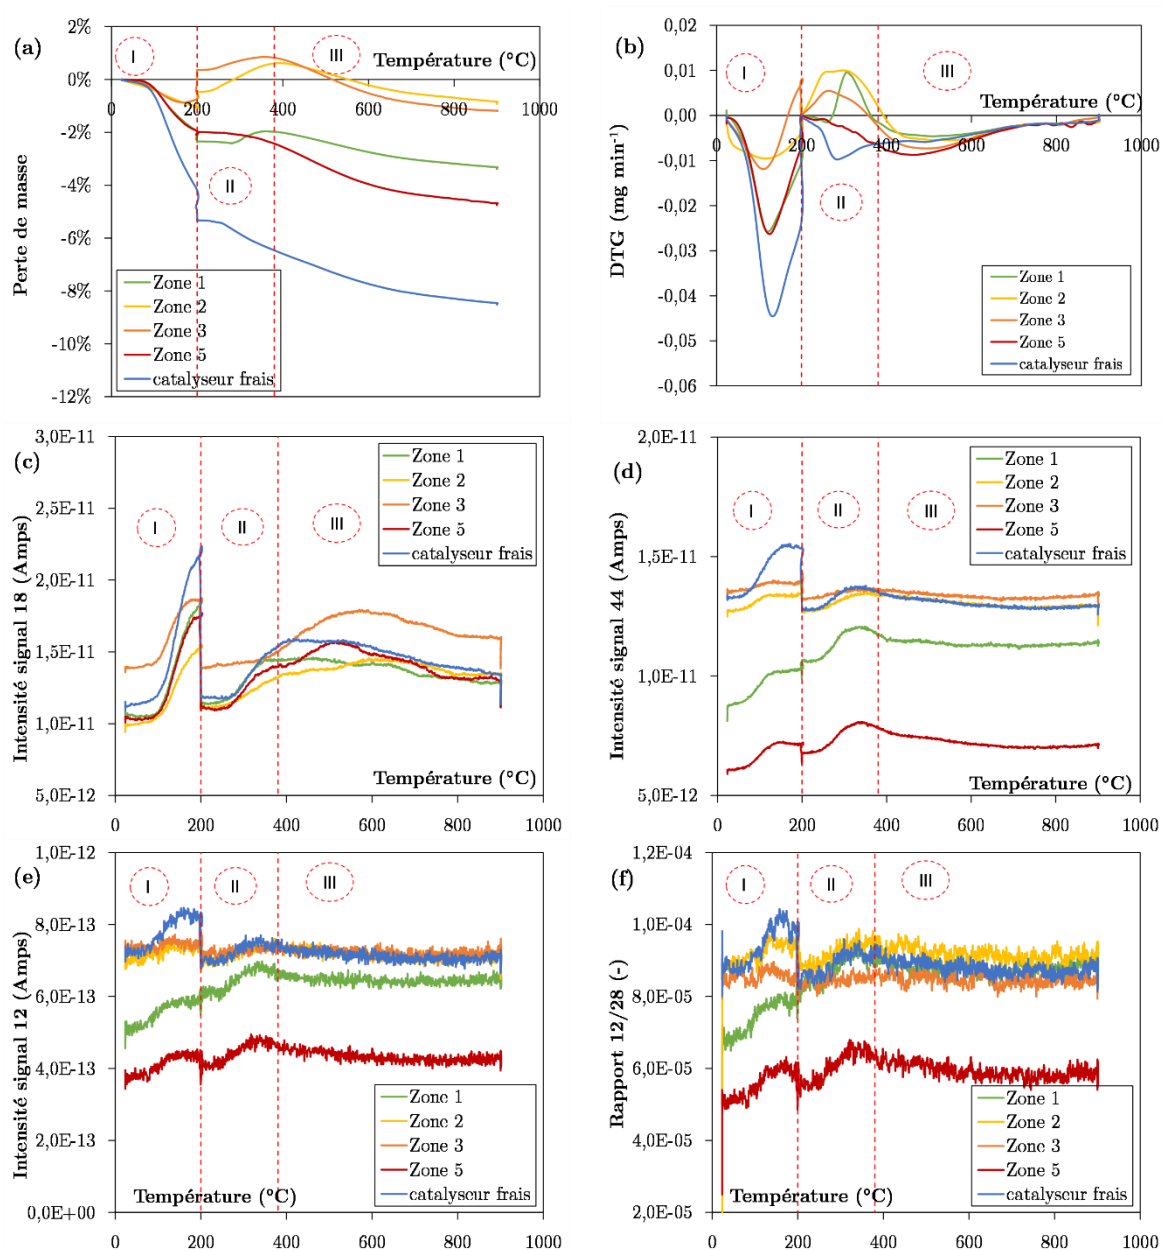 (a)
Perte de masse
2%
0%
-2%
-4%
-6%
-8%
-10%
-12%
I
II
III
Température (°C)
0
200
400
600
800
1000
Zone 1
Zone 2
Zone 3
Zone 5
catalyseur frais
(b)
DTG (mg min⁻¹)
0,02
0,01
0,00
-0,01
-0,02
-0,03
-0,04
-0,05
-0,06
I
II
III
Température (°C)
0
200
400
600
800
1000
Zone 1
Zone 2
Zone 3
Zone 5
catalyseur frais
(c)
Intensité signal 18 (Amps)
3,0E-11
2,5E-11
2,0E-11
1,5E-11
1,0E-11
5,0E-12
I
II
III
Zone 1
Zone 2
Zone 3
Zone 5
catalyseur frais
Température (°C)
0
200
400
600
800
1000
(d)
Intensité signal 44 (Amps)
2,0E-11
1,5E-11
1,0E-11
5,0E-12
I
II
III
Zone 1
Zone 2
Zone 3
Zone 5
catalyseur frais
Température (°C)
0
200
400
600
800
1000
(e)
Intensité signal 12 (Amps)
1,0E-12
8,0E-13
6,0E-13
4,0E-13
2,0E-13
0,0E+00
I
II
III
Zone 1
Zone 2
Zone 3
Zone 5
catalyseur frais
Température (°C)
0
200
400
600
800
1000
(f)
Rapport 12/28 (-)
1,2E-04
1,0E-04
8,0E-05
6,0E-05
4,0E-05
2,0E-05
I
II
III
Zone 1
Zone 2
Zone 3
Zone 5
catalyseur frais
Température (°C)
0
200
400
600
800
1000